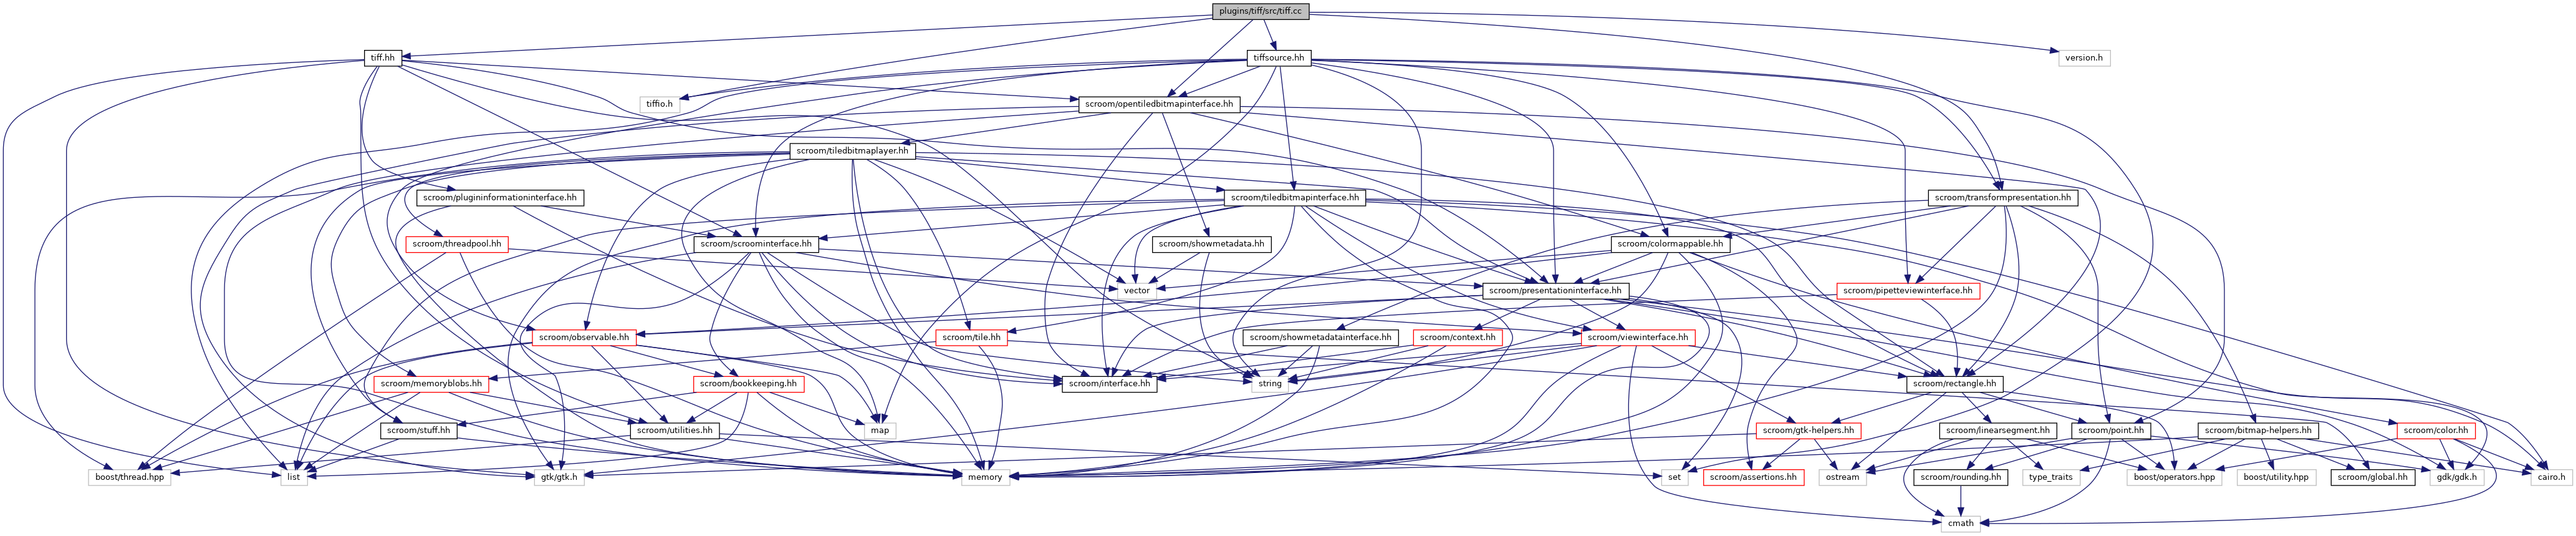 plugins/tiff/src/tiff.cc
tiff.hh
tiffsource.hh
version.h
tiffio.h
scroom/opentiledbitmapinterface.hh
scroom/tiledbitmaplayer.hh
scroom/plugininformationinterface.hh
scroom/tiledbitmapinterface.hh
scroom/transformpresentation.hh
scroom/threadpool.hh
scroom/scroominterface.hh
scroom/showmetadata.hh
scroom/colormappable.hh
vector
scroom/presentationinterface.hh
scroom/pipetteviewinterface.hh
scroom/observable.hh
scroom/tile.hh
scroom/showmetadatainterface.hh
scroom/context.hh
scroom/viewinterface.hh
scroom/memoryblobs.hh
scroom/bookkeeping.hh
scroom/interface.hh
string
scroom/rectangle.hh
scroom/stuff.hh
scroom/utilities.hh
map
scroom/gtk-helpers.hh
scroom/linearsegment.hh
scroom/point.hh
scroom/bitmap-helpers.hh
scroom/color.hh
boost/thread.hpp
list
gtk/gtk.h
memory
set
scroom/assertions.hh
ostream
scroom/rounding.hh
type_traits
boost/operators.hpp
boost/utility.hpp
scroom/global.hh
gdk/gdk.h
cairo.h
cmath